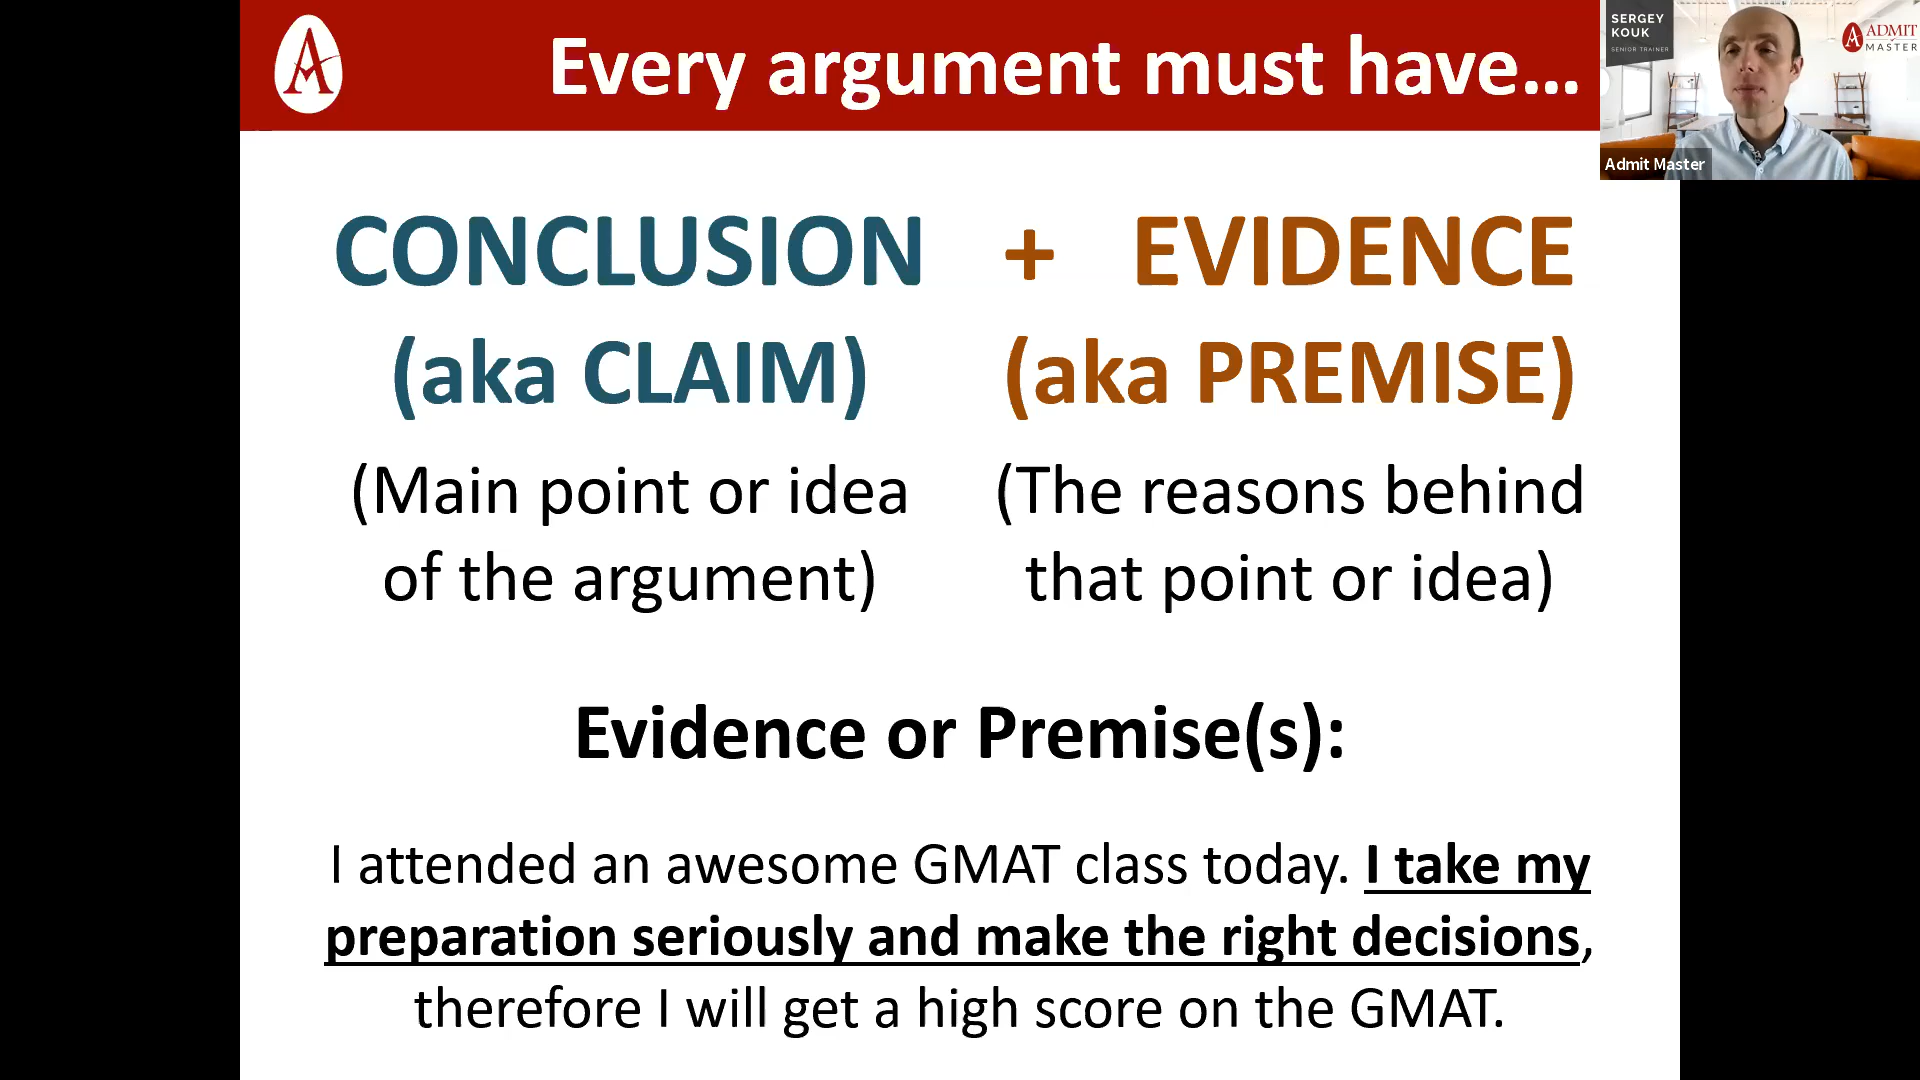 Every argument must have...
SERGEY
KOUK
SENIOR TRAINER
ADMIT
MASTER
Admit Master
CONCLUSION + EVIDENCE
(aka CLAIM) (aka PREMISE)
(Main point or idea (The reasons behind
of the argument) that point or idea)
Evidence or Premise(s):
I attended an awesome GMAT class today. I take my
preparation seriously and make the right decisions,
therefore I will get a high score on the GMAT.